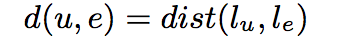 d(u, e) = dist(l_u, l_e)